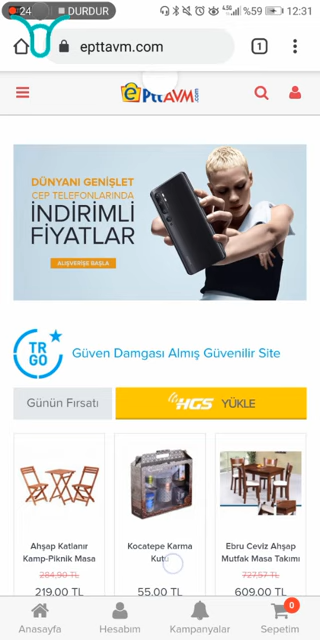 24 DURDUR 4.5G %59 12:31
epttavm.com 1
ePttAVM.com
DÜNYANI GENİŞLET
CEP TELEFONLARINDA
İNDİRİMLİ
FİYATLAR
ALIŞVERİŞE BAŞLA
TR
GO
Güven Damgası Almış Güvenilir Site
Günün Fırsatı
HGS YÜKLE
Ahşap Katlanır
Kamp-Piknik Masa
284,90 TL
219.00 TL
Kocatepe Karma
Kutu
55.00 TL
Ebru Ceviz Ahşap
Mutfak Masa Takımı
727,57 TL
609.00 TL
Anasayfa
Hesabım
Kampanyalar
0
Sepetim